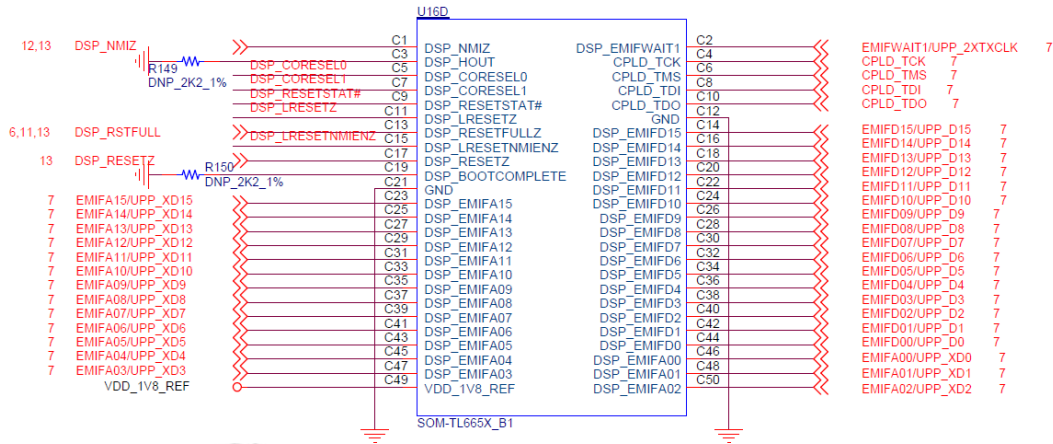 U16D
12,13 DSP_NMIZ C1 DSP_NMIZ DSP_EMIFWAIT1 C2 EMIFWAIT1/UPP_2XTXCLK 7
R149 DNP_2K2_1% C3 DSP_HOUT CPLD_TCK C4 CPLD_TCK 7
DSP_CORESEL0 C5 DSP_CORESEL0 CPLD_TMS C6 CPLD_TMS 7
DSP_CORESEL1 C7 DSP_CORESEL1 CPLD_TDI C8 CPLD_TDI 7
DSP_RESETSTAT# C9 DSP_RESETSTAT# CPLD_TDO C10 CPLD_TDO 7
DSP_LRESETZ C11 DSP_LRESETZ GND C12
6,11,13 DSP_RSTFULL C13 DSP_RESETFULLZ DSP_EMIFD15 C14 EMIFD15/UPP_D15 7
DSP_LRESETNMIENZ C15 DSP_LRESETNMIENZ DSP_EMIFD14 C16 EMIFD14/UPP_D14 7
13 DSP_RESETZ C17 DSP_RESETZ DSP_EMIFD13 C18 EMIFD13/UPP_D13 7
R150 DNP_2K2_1% C19 DSP_BOOTCOMPLETE DSP_EMIFD12 C20 EMIFD12/UPP_D12 7
C21 GND DSP_EMIFD11 C22 EMIFD11/UPP_D11 7
7 EMIFA15/UPP_XD15 C23 DSP_EMIFA15 DSP_EMIFD10 C24 EMIFD10/UPP_D10 7
7 EMIFA14/UPP_XD14 C25 DSP_EMIFA14 DSP_EMIFD9 C26 EMIFD09/UPP_D9 7
7 EMIFA13/UPP_XD13 C27 DSP_EMIFA13 DSP_EMIFD8 C28 EMIFD08/UPP_D8 7
7 EMIFA12/UPP_XD12 C29 DSP_EMIFA12 DSP_EMIFD7 C30 EMIFD07/UPP_D7 7
7 EMIFA11/UPP_XD11 C31 DSP_EMIFA11 DSP_EMIFD6 C32 EMIFD06/UPP_D6 7
7 EMIFA10/UPP_XD10 C33 DSP_EMIFA10 DSP_EMIFD5 C34 EMIFD05/UPP_D5 7
7 EMIFA09/UPP_XD9 C35 DSP_EMIFA09 DSP_EMIFD4 C36 EMIFD04/UPP_D4 7
7 EMIFA08/UPP_XD8 C37 DSP_EMIFA08 DSP_EMIFD3 C38 EMIFD03/UPP_D3 7
7 EMIFA07/UPP_XD7 C39 DSP_EMIFA07 DSP_EMIFD2 C40 EMIFD02/UPP_D2 7
7 EMIFA06/UPP_XD6 C41 DSP_EMIFA06 DSP_EMIFD1 C42 EMIFD01/UPP_D1 7
7 EMIFA05/UPP_XD5 C43 DSP_EMIFA05 DSP_EMIFD0 C44 EMIFD00/UPP_D0 7
7 EMIFA04/UPP_XD4 C45 DSP_EMIFA04 DSP_EMIFA00 C46 EMIFA00/UPP_XD0 7
7 EMIFA03/UPP_XD3 C47 DSP_EMIFA03 DSP_EMIFA01 C48 EMIFA01/UPP_XD1 7
VDD_1V8_REF C49 VDD_1V8_REF DSP_EMIFA02 C50 EMIFA02/UPP_XD2 7
SOM-TL665X_B1